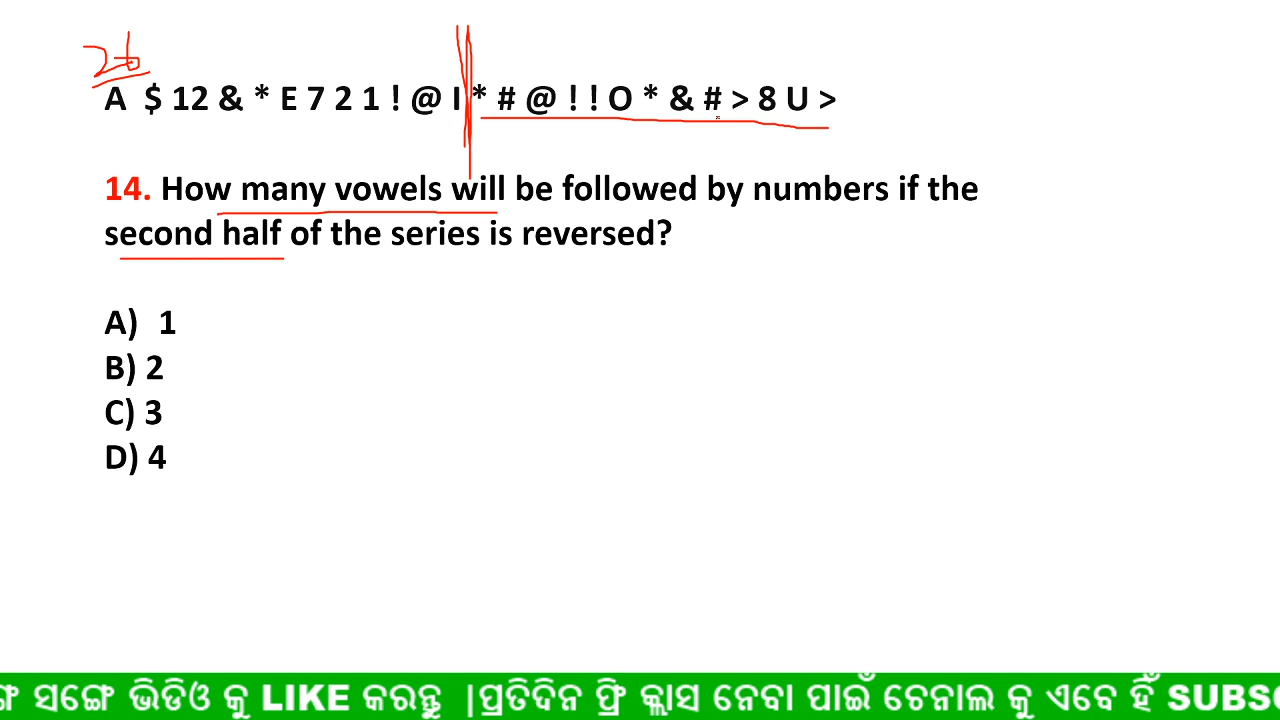 26
A $ 12 & * E 7 2 1 ! @ I * # @ ! ! O * & # > 8 U >
14. How many vowels will be followed by numbers if the
second half of the series is reversed?
A) 1
B) 2
C) 3
D) 4
ସଙ୍ଗେ ଭିଡିଓ କୁ LIKE କରନ୍ତୁ |ପ୍ରତିଦିନ ଫ୍ରି କ୍ଲାସ ନେବା ପାଇଁ ଚେନାଲ କୁ ଏବେ ହିଁ